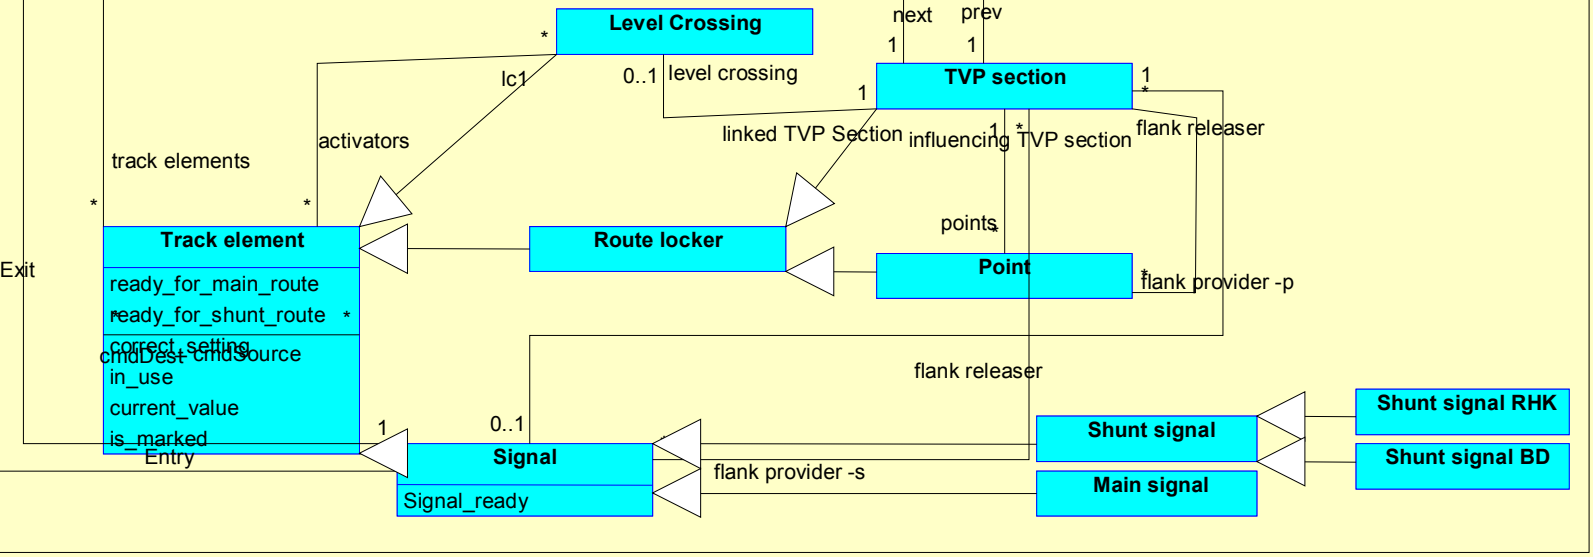 next
prev
Level Crossing
*
1
1
lc1
0..1
level crossing
TVP section
1
*
1
linked TVP Section
1
*
influencing TVP section
flank releaser
activators
track elements
*
*
points
*
Track element
Route locker
Point
*
flank provider -p
Exit
ready_for_main_route
ready_for_shunt_route
*
*
correct_setting
cmdDest
cmdSource
in_use
current_value
is_marked
Entry
flank releaser
1
0..1
Signal
Signal_ready
*
flank provider -s
Shunt signal
Main signal
Shunt signal RHK
Shunt signal BD